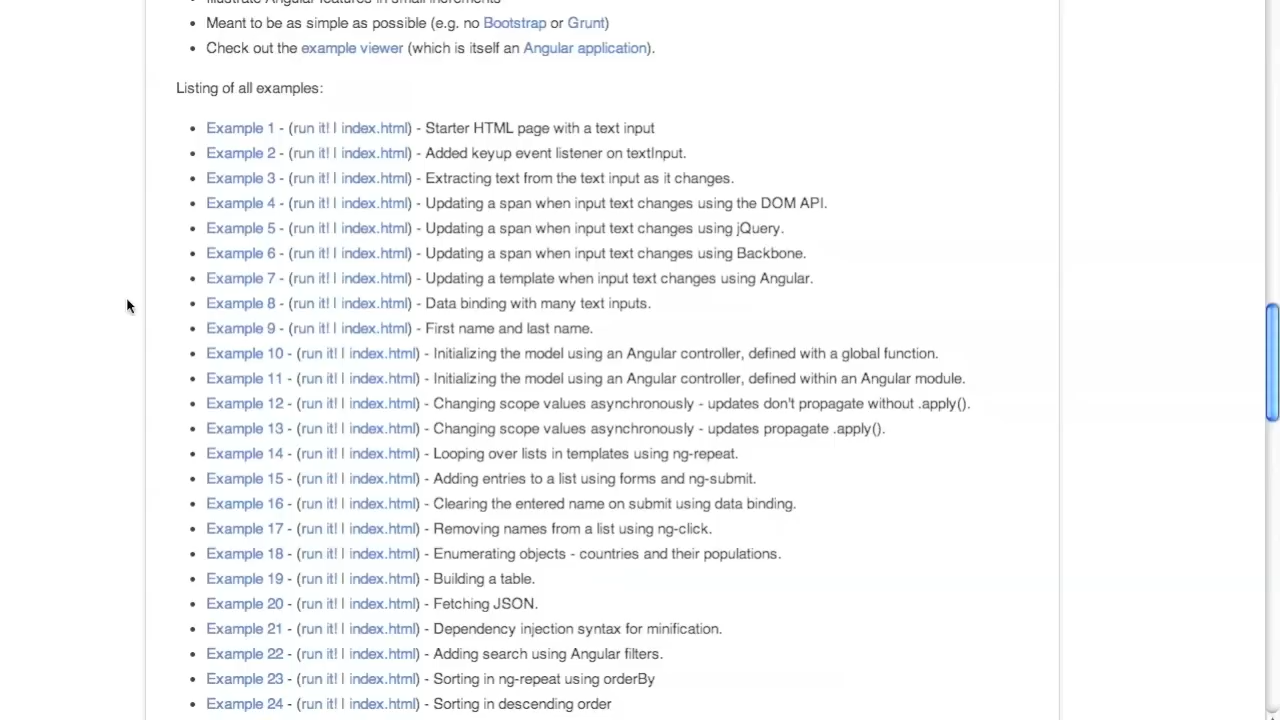 Illustrate Angular features in small increments
Meant to be as simple as possible (e.g. no Bootstrap or Grunt)
Check out the example viewer (which is itself an Angular application).
Listing of all examples:
Example 1 - (run it! | index.html) - Starter HTML page with a text input
Example 2 - (run it! | index.html) - Added keyup event listener on textInput.
Example 3 - (run it! | index.html) - Extracting text from the text input as it changes.
Example 4 - (run it! | index.html) - Updating a span when input text changes using the DOM API.
Example 5 - (run it! | index.html) - Updating a span when input text changes using jQuery.
Example 6 - (run it! | index.html) - Updating a span when input text changes using Backbone.
Example 7 - (run it! | index.html) - Updating a template when input text changes using Angular.
Example 8 - (run it! | index.html) - Data binding with many text inputs.
Example 9 - (run it! | index.html) - First name and last name.
Example 10 - (run it! | index.html) - Initializing the model using an Angular controller, defined with a global function.
Example 11 - (run it! | index.html) - Initializing the model using an Angular controller, defined within an Angular module.
Example 12 - (run it! | index.html) - Changing scope values asynchronously - updates don't propagate without .apply().
Example 13 - (run it! | index.html) - Changing scope values asynchronously - updates propagate .apply().
Example 14 - (run it! | index.html) - Looping over lists in templates using ng-repeat.
Example 15 - (run it! | index.html) - Adding entries to a list using forms and ng-submit.
Example 16 - (run it! | index.html) - Clearing the entered name on submit using data binding.
Example 17 - (run it! | index.html) - Removing names from a list using ng-click.
Example 18 - (run it! | index.html) - Enumerating objects - countries and their populations.
Example 19 - (run it! | index.html) - Building a table.
Example 20 - (run it! | index.html) - Fetching JSON.
Example 21 - (run it! | index.html) - Dependency injection syntax for minification.
Example 22 - (run it! | index.html) - Adding search using Angular filters.
Example 23 - (run it! | index.html) - Sorting in ng-repeat using orderBy
Example 24 - (run it! | index.html) - Sorting in descending order